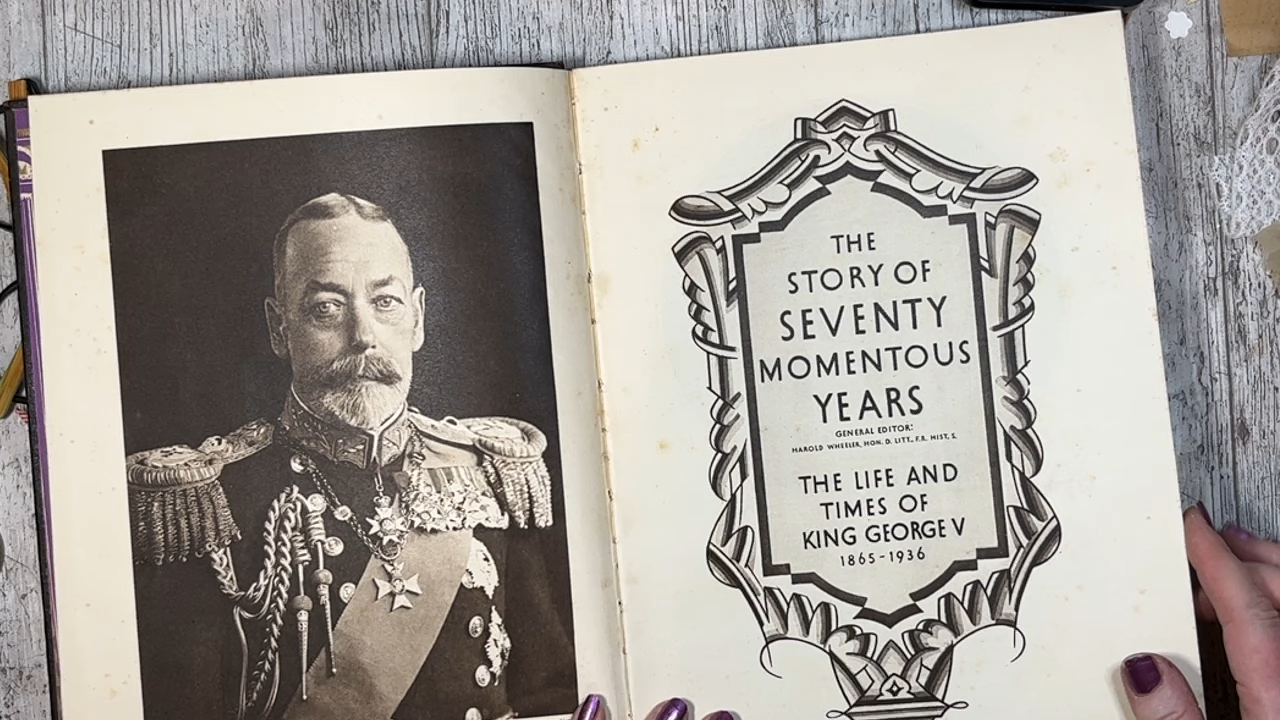 THE
STORY OF
SEVENTY
MOMENTOUS
YEARS
GENERAL EDITOR:
HAROLD WHEELER, HON. D. LITT., F.R. HIST. S.
THE LIFE AND
TIMES OF
KING GEORGE V
1865-1936